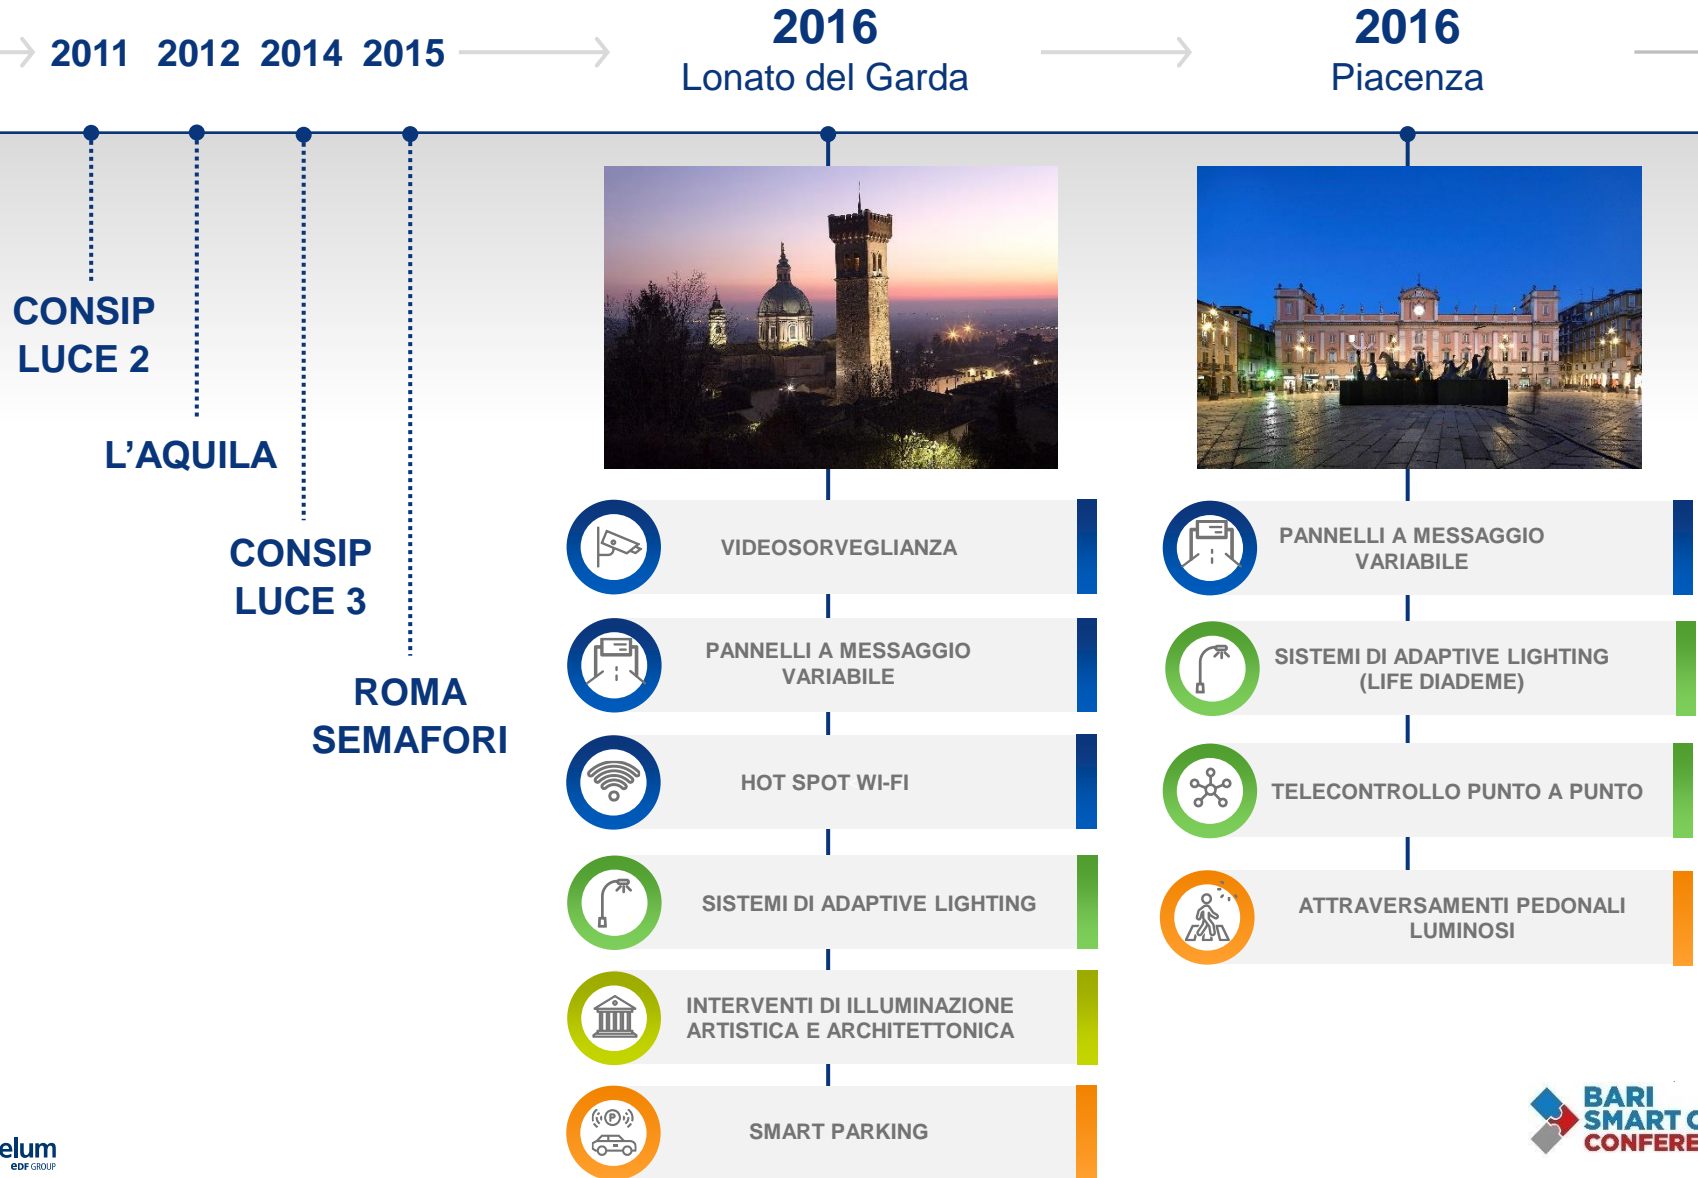 2011 2012 2014 2015
2016
Lonato del Garda
2016
Piacenza
CONSIP
LUCE 2
L’AQUILA
CONSIP
LUCE 3
ROMA
SEMAFORI
VIDEOSORVEGLIANZA
PANNELLI A MESSAGGIO
VARIABILE
HOT SPOT WI-FI
SISTEMI DI ADAPTIVE LIGHTING
INTERVENTI DI ILLUMINAZIONE
ARTISTICA E ARCHITETTONICA
P
SMART PARKING
PANNELLI A MESSAGGIO
VARIABILE
SISTEMI DI ADAPTIVE LIGHTING
(LIFE DIADEME)
TELECONTROLLO PUNTO A PUNTO
ATTRAVERSAMENTI PEDONALI
LUMINOSI
elum
EDF GROUP
BARI
SMART C
CONFERE